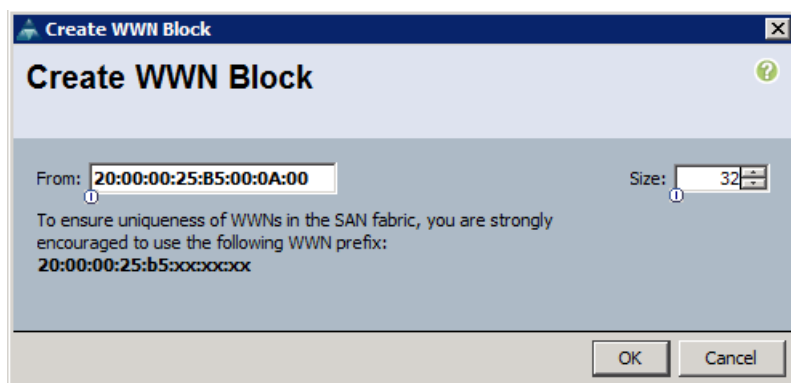 Create WWN Block
Create WWN Block
From: 20:00:00:25:B5:00:0A:00
Size: 32
To ensure uniqueness of WWNs in the SAN fabric, you are strongly
encouraged to use the following WWN prefix:
20:00:00:25:b5:xx:xx:xx
OK
Cancel